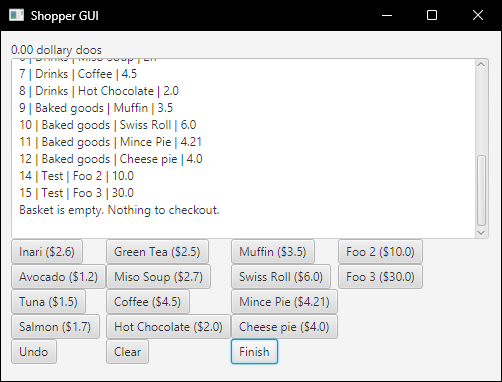 Shopper GUI
0.00 dollary doos
6 | Drinks | Miso Soup | 2.7
7 | Drinks | Coffee | 4.5
8 | Drinks | Hot Chocolate | 2.0
9 | Baked goods | Muffin | 3.5
10 | Baked goods | Swiss Roll | 6.0
11 | Baked goods | Mince Pie | 4.21
12 | Baked goods | Cheese pie | 4.0
14 | Test | Foo 2 | 10.0
15 | Test | Foo 3 | 30.0
Basket is empty. Nothing to checkout.
Inari ($2.6) Green Tea ($2.5) Muffin ($3.5) Foo 2 ($10.0)
Avocado ($1.2) Miso Soup ($2.7) Swiss Roll ($6.0) Foo 3 ($30.0)
Tuna ($1.5) Coffee ($4.5) Mince Pie ($4.21)
Salmon ($1.7) Hot Chocolate ($2.0) Cheese pie ($4.0)
Undo Clear Finish